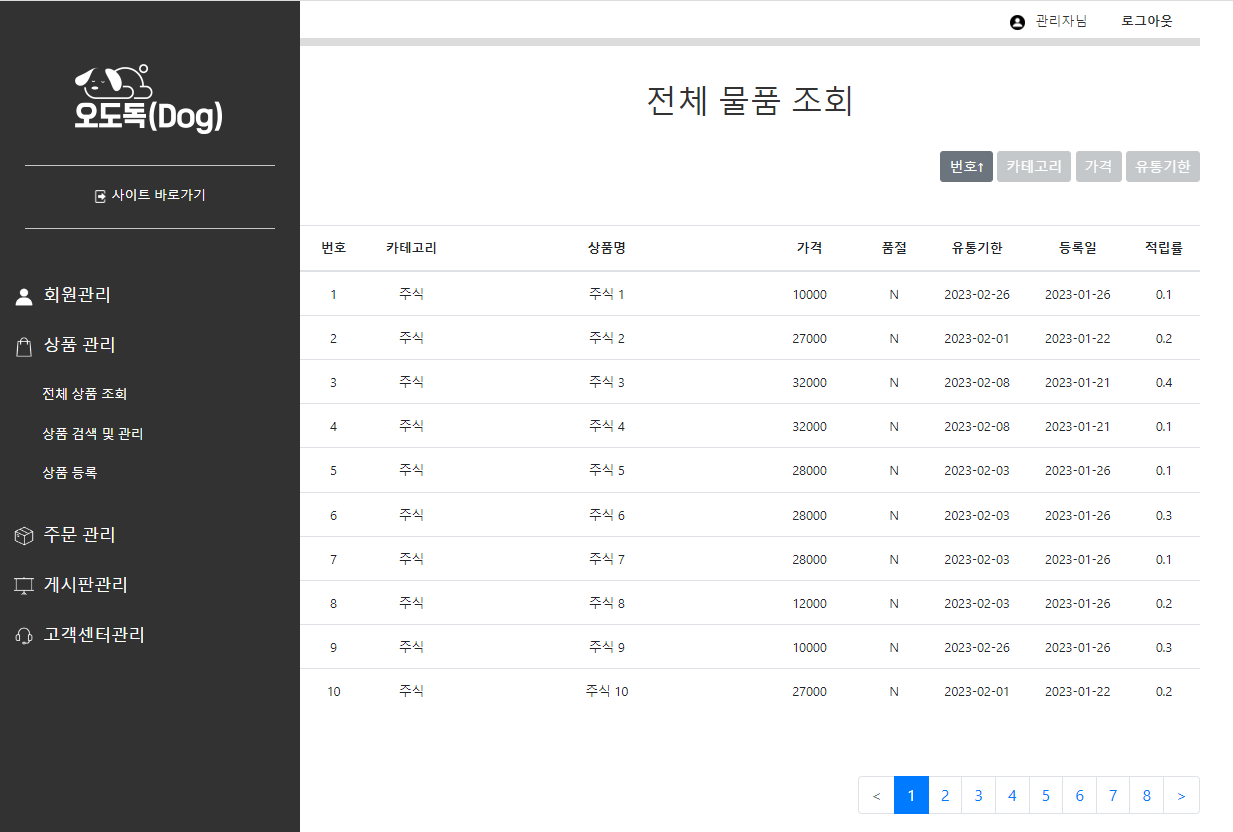 관리자님 로그아웃
오도독(Dog)
사이트 바로가기
회원관리
상품 관리
전체 상품 조회
상품 검색 및 관리
상품 등록
주문 관리
게시판관리
고객센터관리
전체 물품 조회
번호↑ 카테고리 가격 유통기한
번호 카테고리 상품명 가격 품절 유통기한 등록일 적립률
1 주식 주식 1 10000 N 2023-02-26 2023-01-26 0.1
2 주식 주식 2 27000 N 2023-02-01 2023-01-22 0.2
3 주식 주식 3 32000 N 2023-02-08 2023-01-21 0.4
4 주식 주식 4 32000 N 2023-02-08 2023-01-21 0.1
5 주식 주식 5 28000 N 2023-02-03 2023-01-26 0.1
6 주식 주식 6 28000 N 2023-02-03 2023-01-26 0.3
7 주식 주식 7 28000 N 2023-02-03 2023-01-26 0.1
8 주식 주식 8 12000 N 2023-02-03 2023-01-26 0.2
9 주식 주식 9 10000 N 2023-02-26 2023-01-26 0.3
10 주식 주식 10 27000 N 2023-02-01 2023-01-22 0.2
< 1 2 3 4 5 6 7 8 >